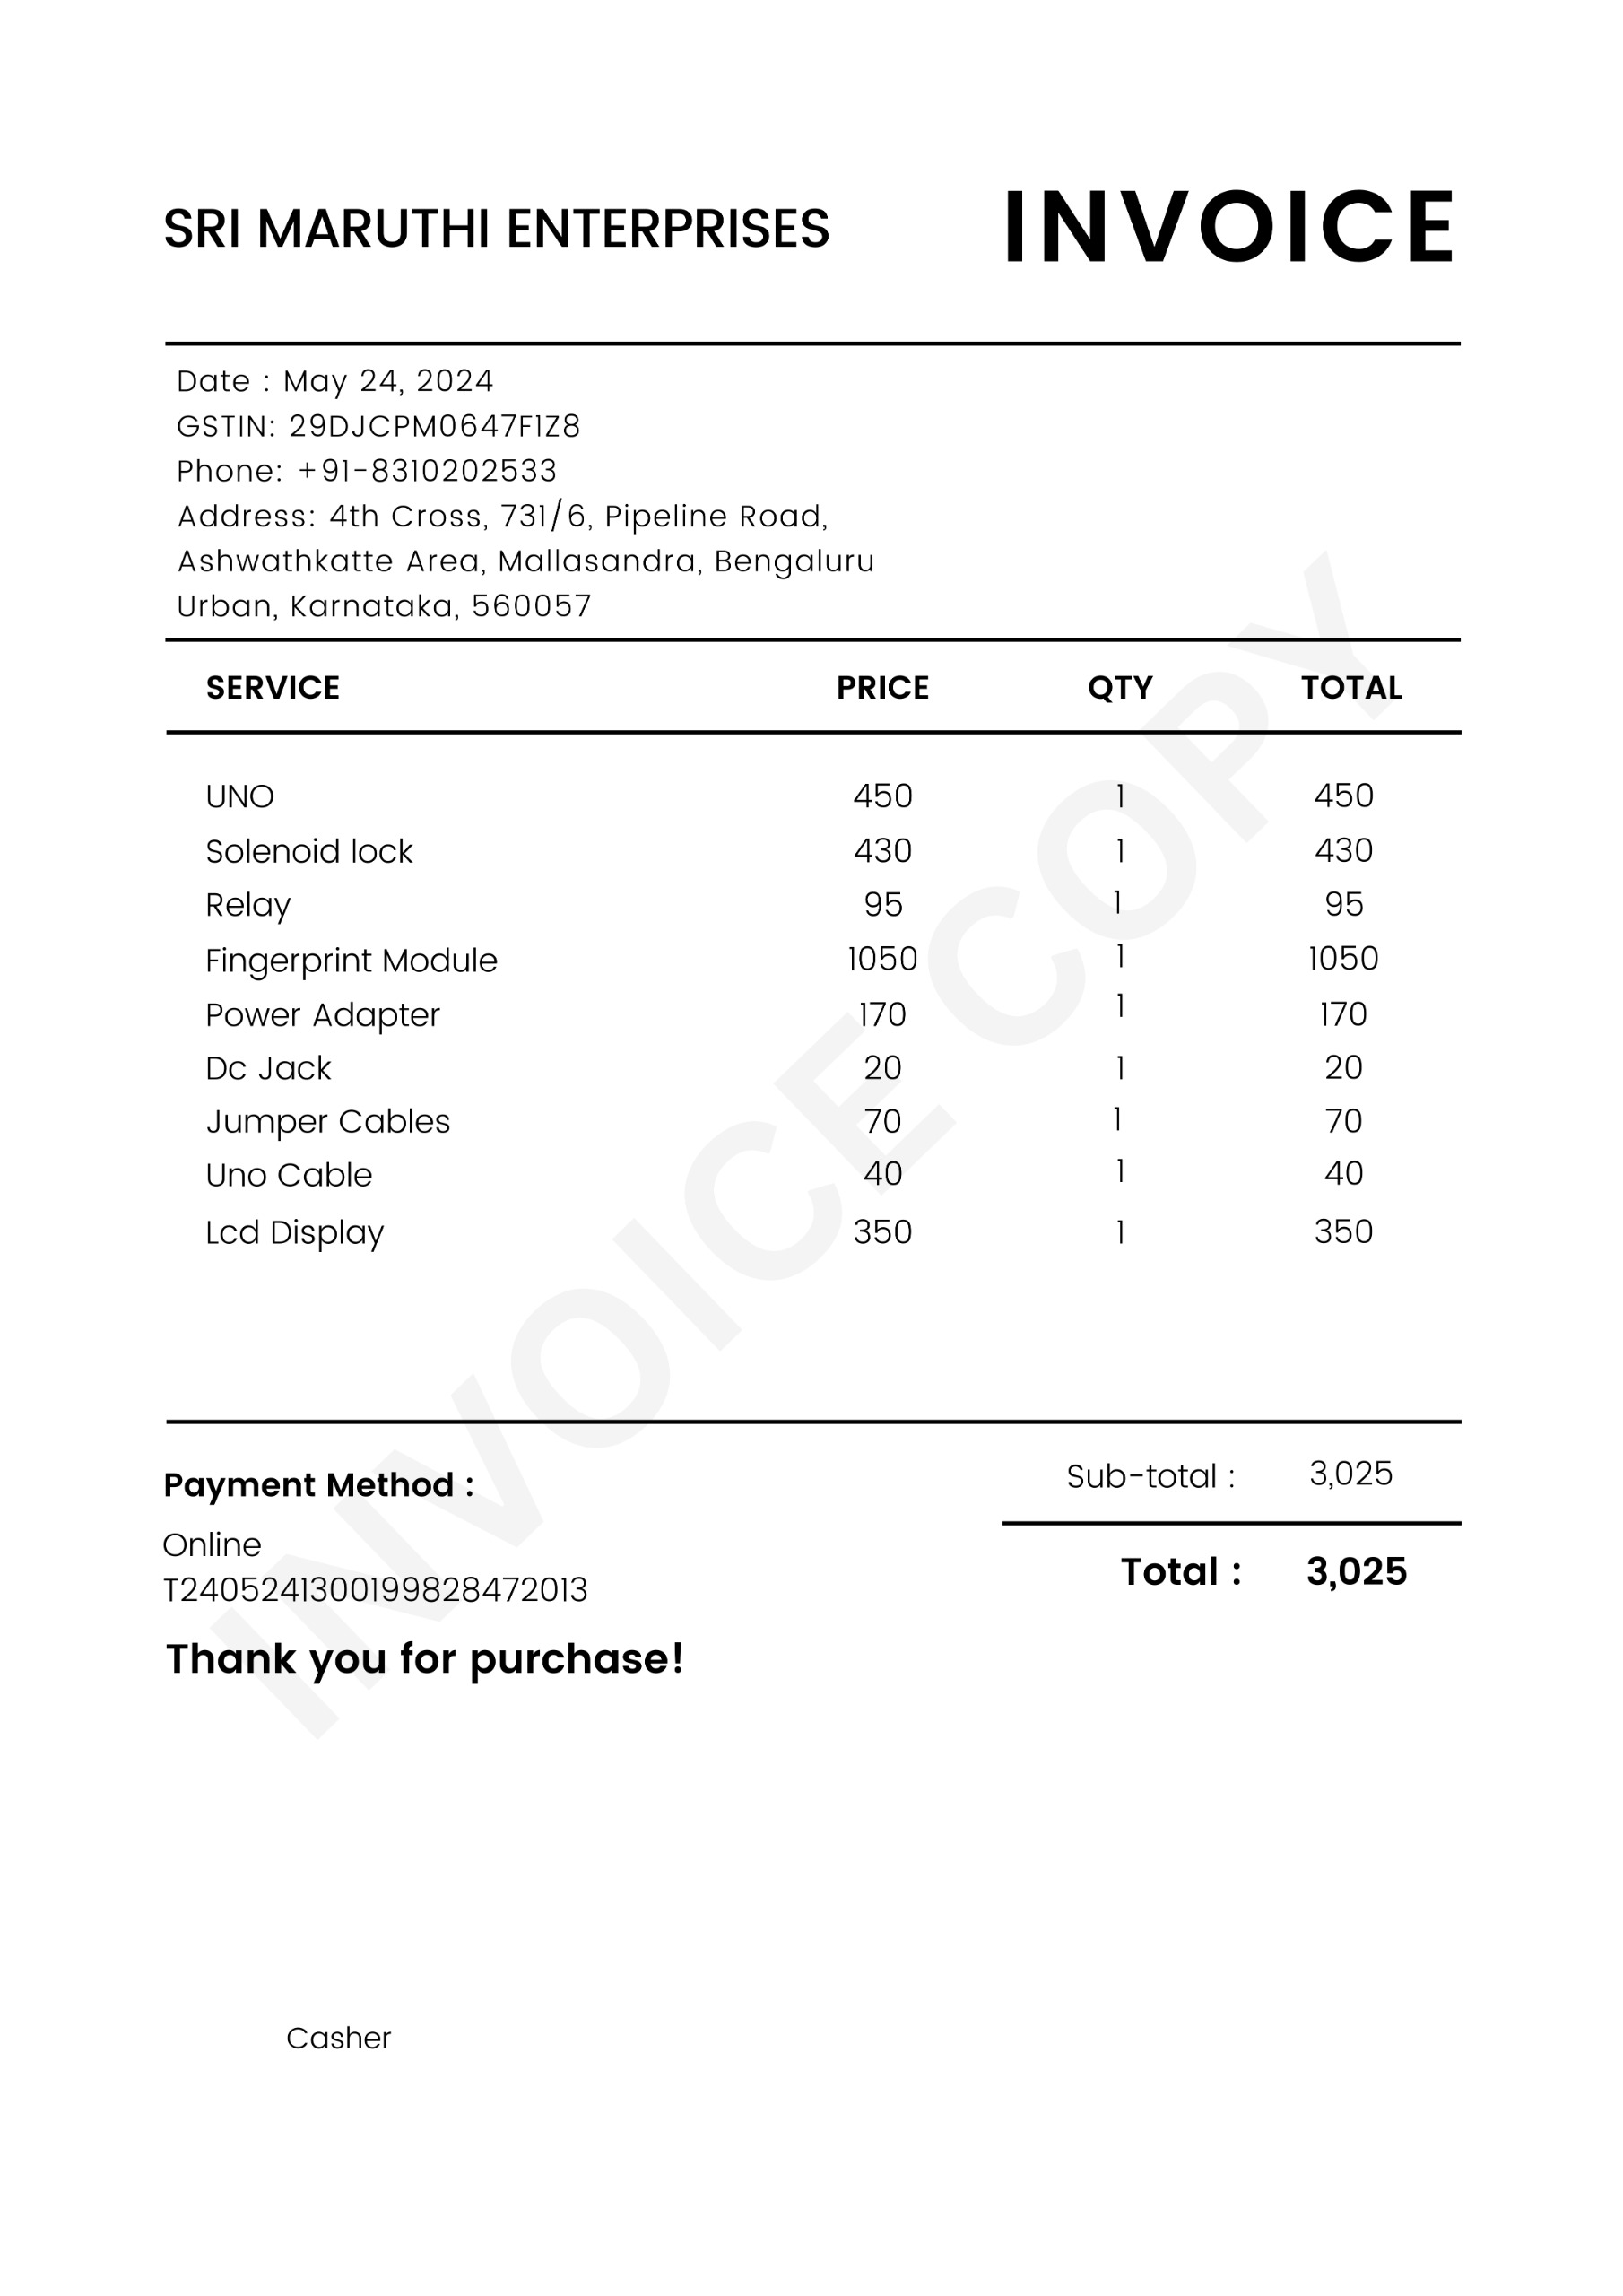 SRI MARUTHI ENTERPRISES INVOICE
Date : May 24, 2024
GSTIN: 29DJCPM0647F1Z8
Phone: +91-8310202533
Address: 4th Cross, 731/6, Pipeline Road,
Ashwathkatte Area, Mallasandra, Bengaluru
Urban, Karnataka, 560057
SERVICE PRICE QTY TOTAL
UNO 450 1 450
Solenoid lock 430 1 430
Relay 95 1 95
Fingerprint Module 1050 1 1050
Power Adapter 170 1 170
Dc Jack 20 1 20
Jumper Cables 70 1 70
Uno Cable 40 1 40
Lcd Display 350 1 350
INVOICE COPY
Payment Method : Sub-total : 3,025
Online Total : 3,025
T2405241300199828472013
Thank you for purchase!
Casher